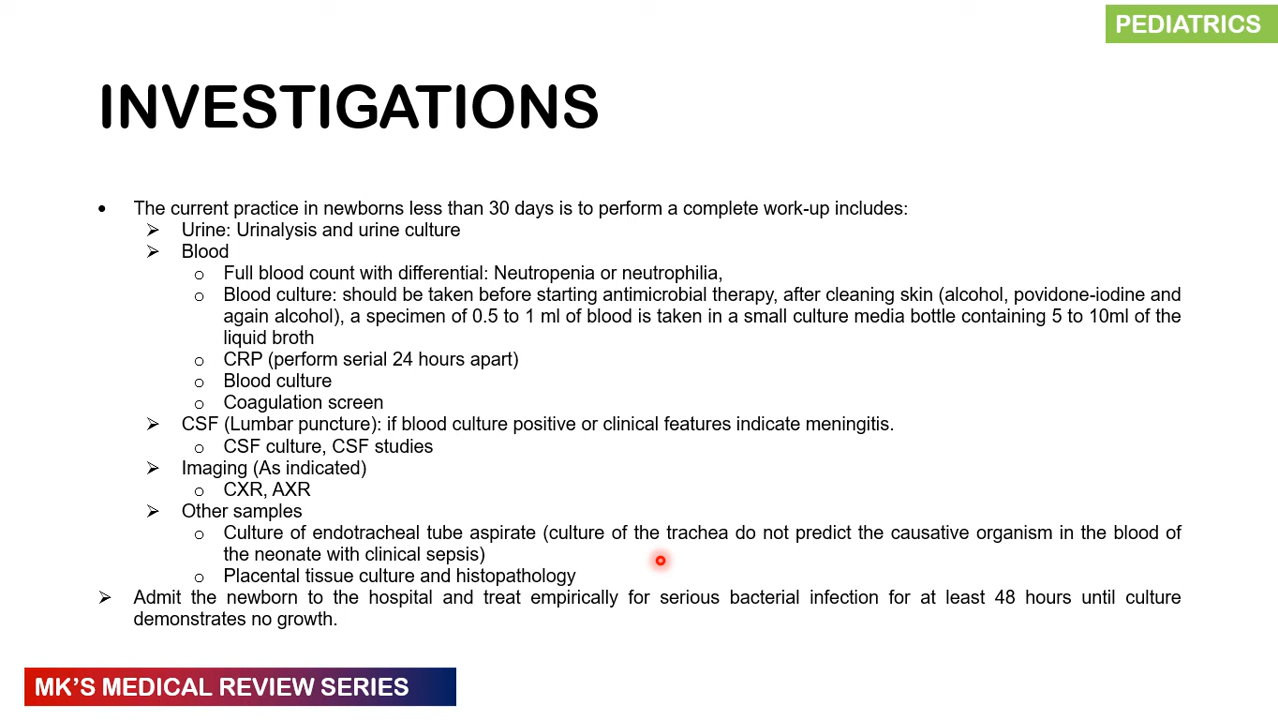 PEDIATRICS
INVESTIGATIONS
• The current practice in newborns less than 30 days is to perform a complete work-up includes:
➢ Urine: Urinalysis and urine culture
➢ Blood
o Full blood count with differential: Neutropenia or neutrophilia,
o Blood culture: should be taken before starting antimicrobial therapy, after cleaning skin (alcohol, povidone-iodine and
again alcohol), a specimen of 0.5 to 1 ml of blood is taken in a small culture media bottle containing 5 to 10ml of the
liquid broth
o CRP (perform serial 24 hours apart)
o Blood culture
o Coagulation screen
➢ CSF (Lumbar puncture): if blood culture positive or clinical features indicate meningitis.
o CSF culture, CSF studies
➢ Imaging (As indicated)
o CXR, AXR
➢ Other samples
o Culture of endotracheal tube aspirate (culture of the trachea do not predict the causative organism in the blood of
the neonate with clinical sepsis)
o Placental tissue culture and histopathology
➢ Admit the newborn to the hospital and treat empirically for serious bacterial infection for at least 48 hours until culture
demonstrates no growth.
MK'S MEDICAL REVIEW SERIES